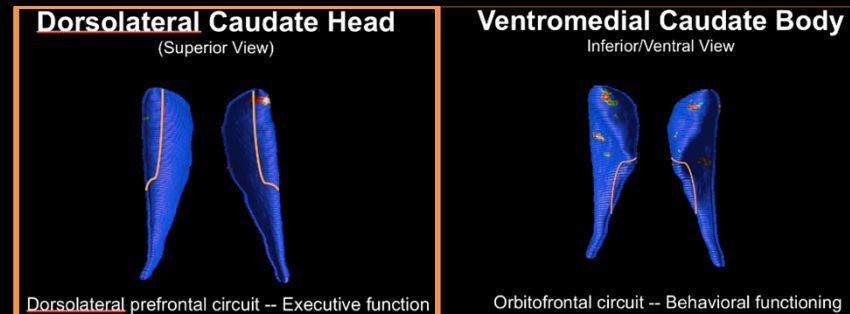 Dorsolateral Caudate Head
(Superior View)
Dorsolateral prefrontal circuit -- Executive function
Ventromedial Caudate Body
Inferior/Ventral View
Orbitofrontal circuit -- Behavioral functioning